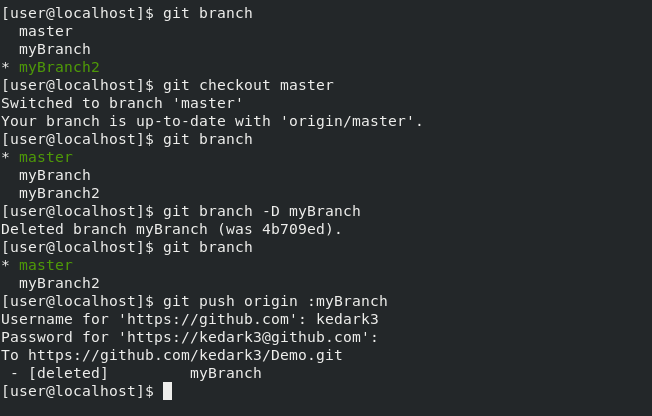 [user@localhost]$ git branch
  master
  myBranch
* myBranch2
[user@localhost]$ git checkout master
Switched to branch 'master'
Your branch is up-to-date with 'origin/master'.
[user@localhost]$ git branch
* master
  myBranch
  myBranch2
[user@localhost]$ git branch -D myBranch
Deleted branch myBranch (was 4b709ed).
[user@localhost]$ git branch
* master
  myBranch2
[user@localhost]$ git push origin :myBranch
Username for 'https://github.com': kedark3
Password for 'https://kedark3@github.com':
To https://github.com/kedark3/Demo.git
 - [deleted]         myBranch
[user@localhost]$